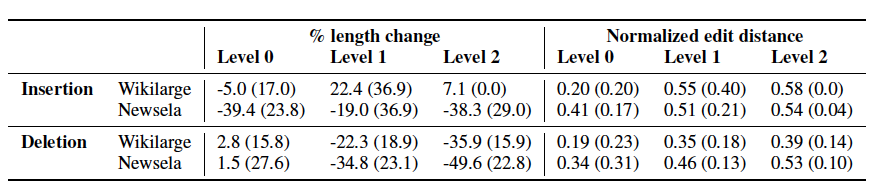 % length change Normalized edit distance
Level 0 Level 1 Level 2 Level 0 Level 1 Level 2
Insertion Wikilarge -5.0 (17.0) 22.4 (36.9) 7.1 (0.0) 0.20 (0.20) 0.55 (0.40) 0.58 (0.0)
Newsela -39.4 (23.8) -19.0 (36.9) -38.3 (29.0) 0.41 (0.17) 0.51 (0.21) 0.54 (0.04)
Deletion Wikilarge 2.8 (15.8) -22.3 (18.9) -35.9 (15.9) 0.19 (0.23) 0.35 (0.18) 0.39 (0.14)
Newsela 1.5 (27.6) -34.8 (23.1) -49.6 (22.8) 0.34 (0.31) 0.46 (0.13) 0.53 (0.10)